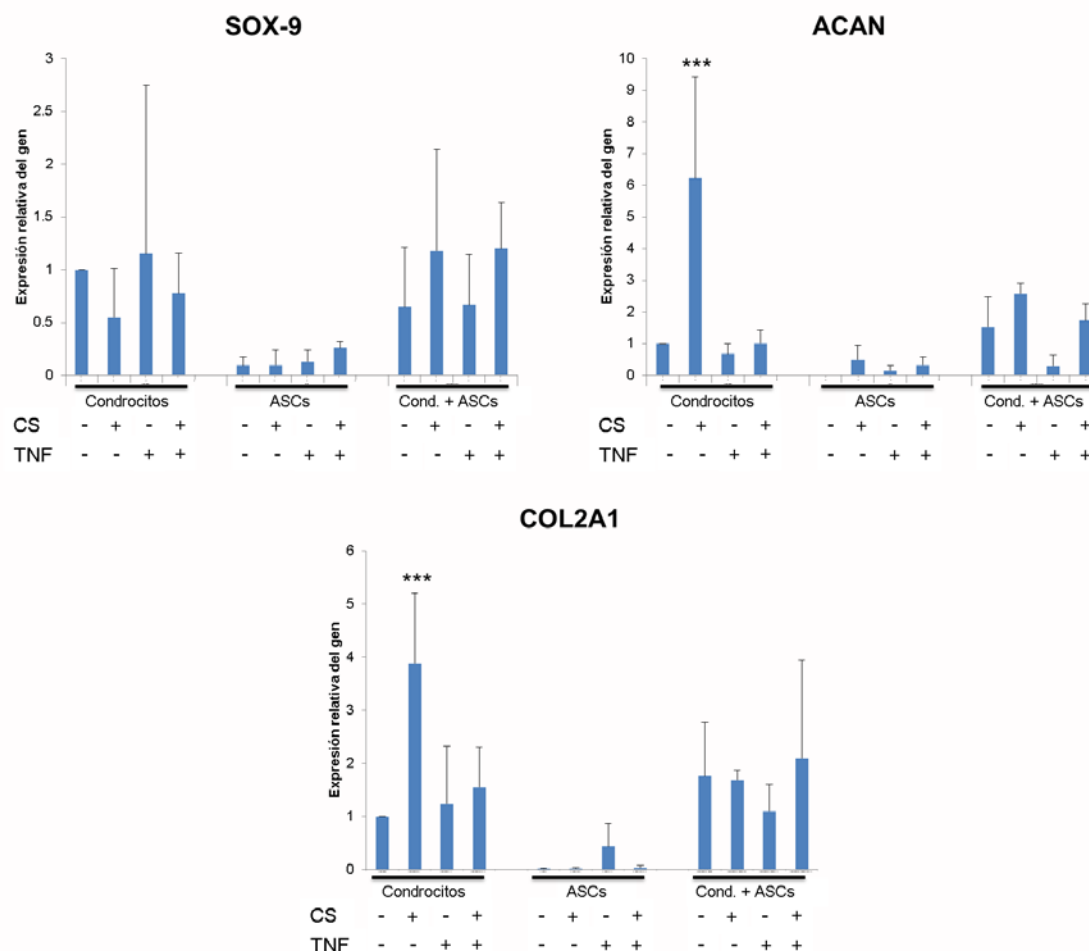 SOX-9
Expresión relativa del gen
3
2.5
2
1.5
1
0.5
0
Condrocitos ASCs Cond. + ASCs
CS - + - + - + - + - + - +
TNF - - + + - - + + - - + +
ACAN
Expresión relativa del gen
10
9
8
7
6
5
4
3
2
1
0
***
Condrocitos ASCs Cond. + ASCs
CS - + - + - + - + - + - +
TNF - - + + - - + + - - + +
COL2A1
Expresión relativa del gen
6
5
4
3
2
1
0
***
Condrocitos ASCs Cond. + ASCs
CS - + - + - + - + - + - +
TNF - - + + - - + + - - + +